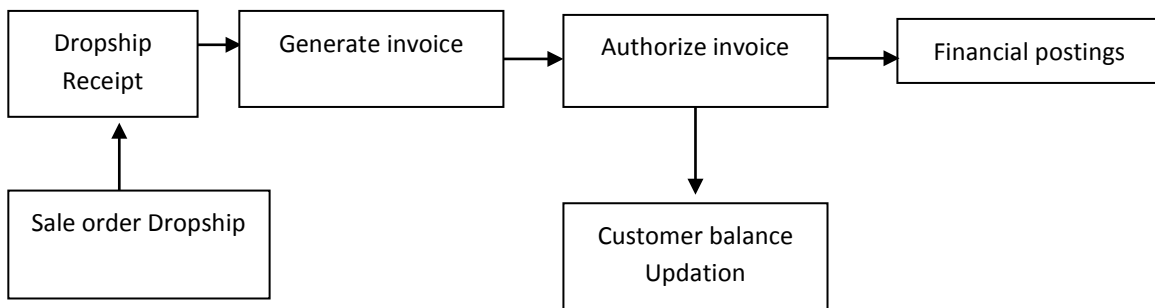 Dropship
Receipt
Generate invoice
Authorize invoice
Financial postings
Sale order Dropship
Customer balance
Updation